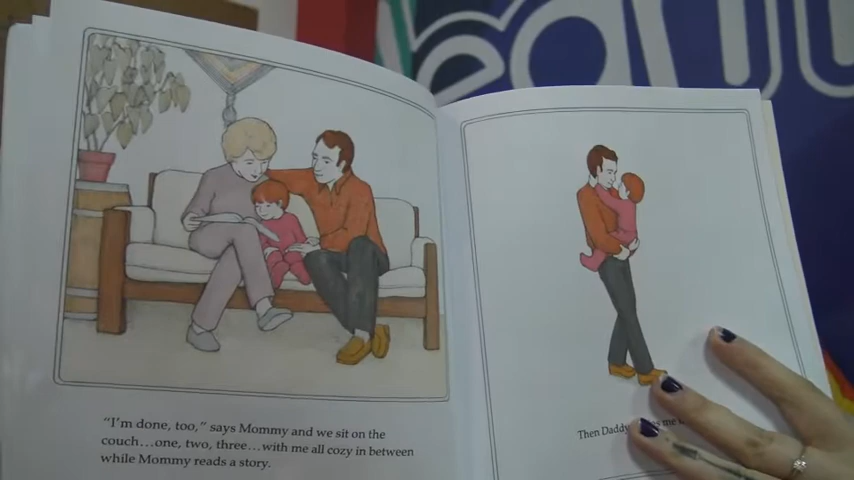 “I’m done, too,” says Mommy and we sit on the
couch…one, two, three…with me all cozy in between
while Mommy reads a story.
Then Daddy me